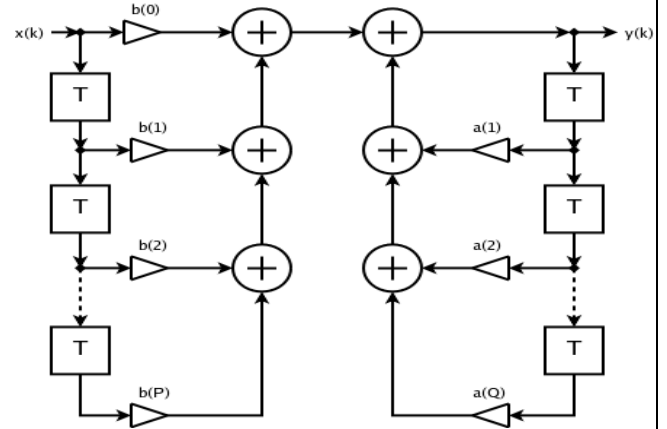 b(0)
x(k) y(k)
T T
b(1) a(1)
T T
b(2) a(2)
T T
b(P) a(Q)